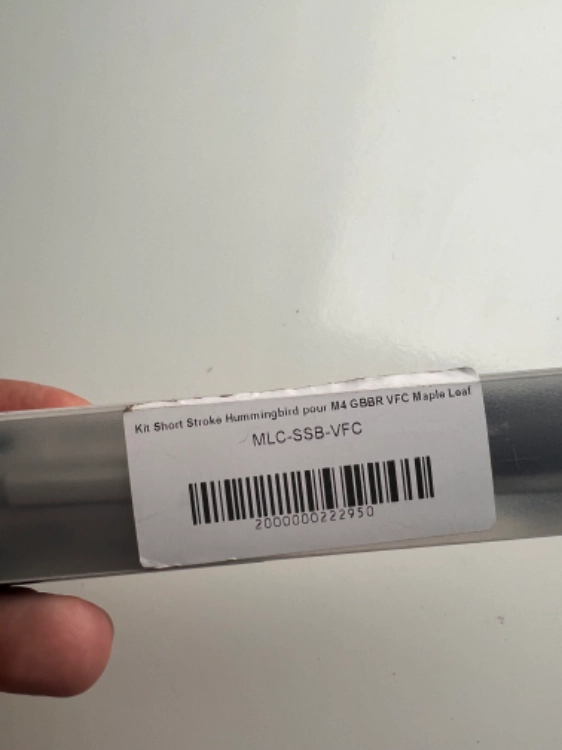 Kit Short Stroke Hummingbird pour M4 GBBR VFC Maple Leaf
MLC-SSB-VFC
2000000222950